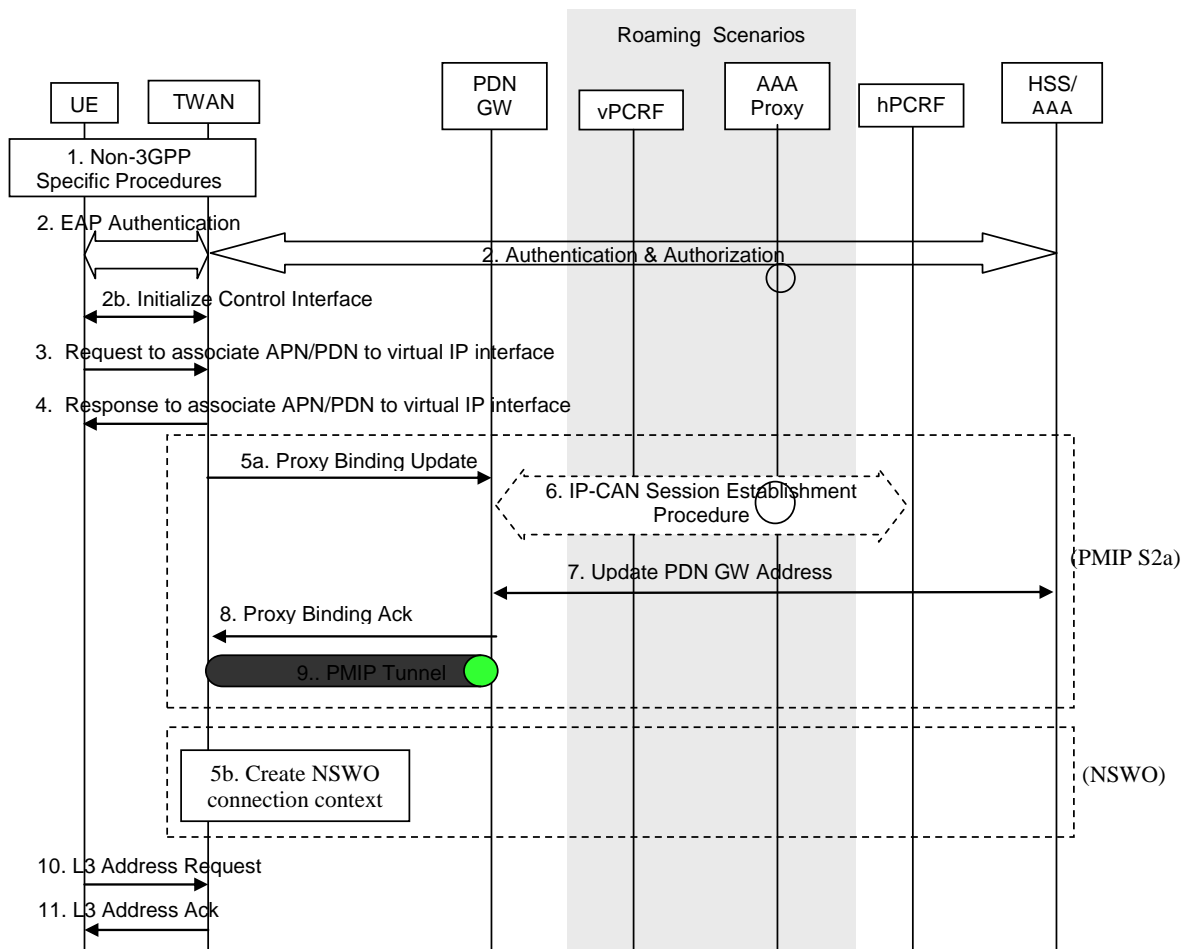 Roaming Scenarios
UE
TWAN
PDN
GW
vPCRF
AAA
Proxy
hPCRF
HSS/
AAA
1. Non-3GPP
Specific Procedures
2. EAP Authentication
2. Authentication & Authorization
2b. Initialize Control Interface
3. Request to associate APN/PDN to virtual IP interface
4. Response to associate APN/PDN to virtual IP interface
5a. Proxy Binding Update
6. IP-CAN Session Establishment
Procedure
(PMIP S2a)
7. Update PDN GW Address
8. Proxy Binding Ack
9.. PMIP Tunnel
5b. Create NSWO
connection context
(NSWO)
10. L3 Address Request
11. L3 Address Ack